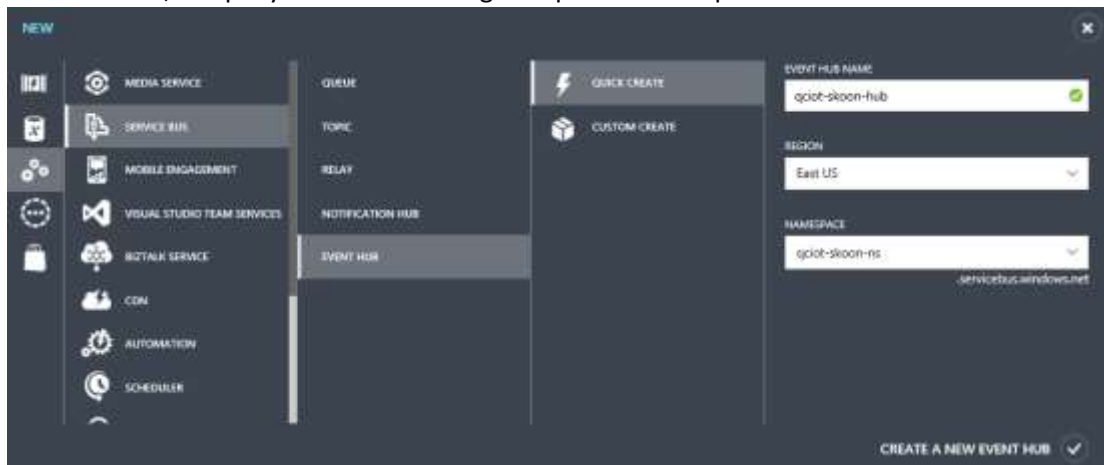 NEW
MEDIA SERVICE
SERVICE BUS
MOBILE ENGAGEMENT
VISUAL STUDIO TEAM SERVICES
BIZTALK SERVICE
CDN
AUTOMATION
SCHEDULER
QUEUE
TOPIC
RELAY
NOTIFICATION HUB
EVENT HUB
QUICK CREATE
CUSTOM CREATE
EVENT HUB NAME
qciot-skoon-hub
REGION
East US
NAMESPACE
qciot-skoon-ns
.servicebus.windows.net
CREATE A NEW EVENT HUB